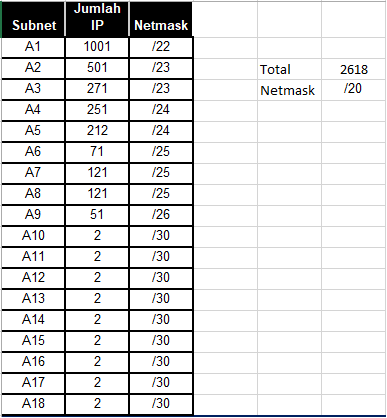 Subnet Jumlah IP Netmask
A1 1001 /22
A2 501 /23 Total 2618
A3 271 /23 Netmask /20
A4 251 /24
A5 212 /24
A6 71 /25
A7 121 /25
A8 121 /25
A9 51 /26
A10 2 /30
A11 2 /30
A12 2 /30
A13 2 /30
A14 2 /30
A15 2 /30
A16 2 /30
A17 2 /30
A18 2 /30